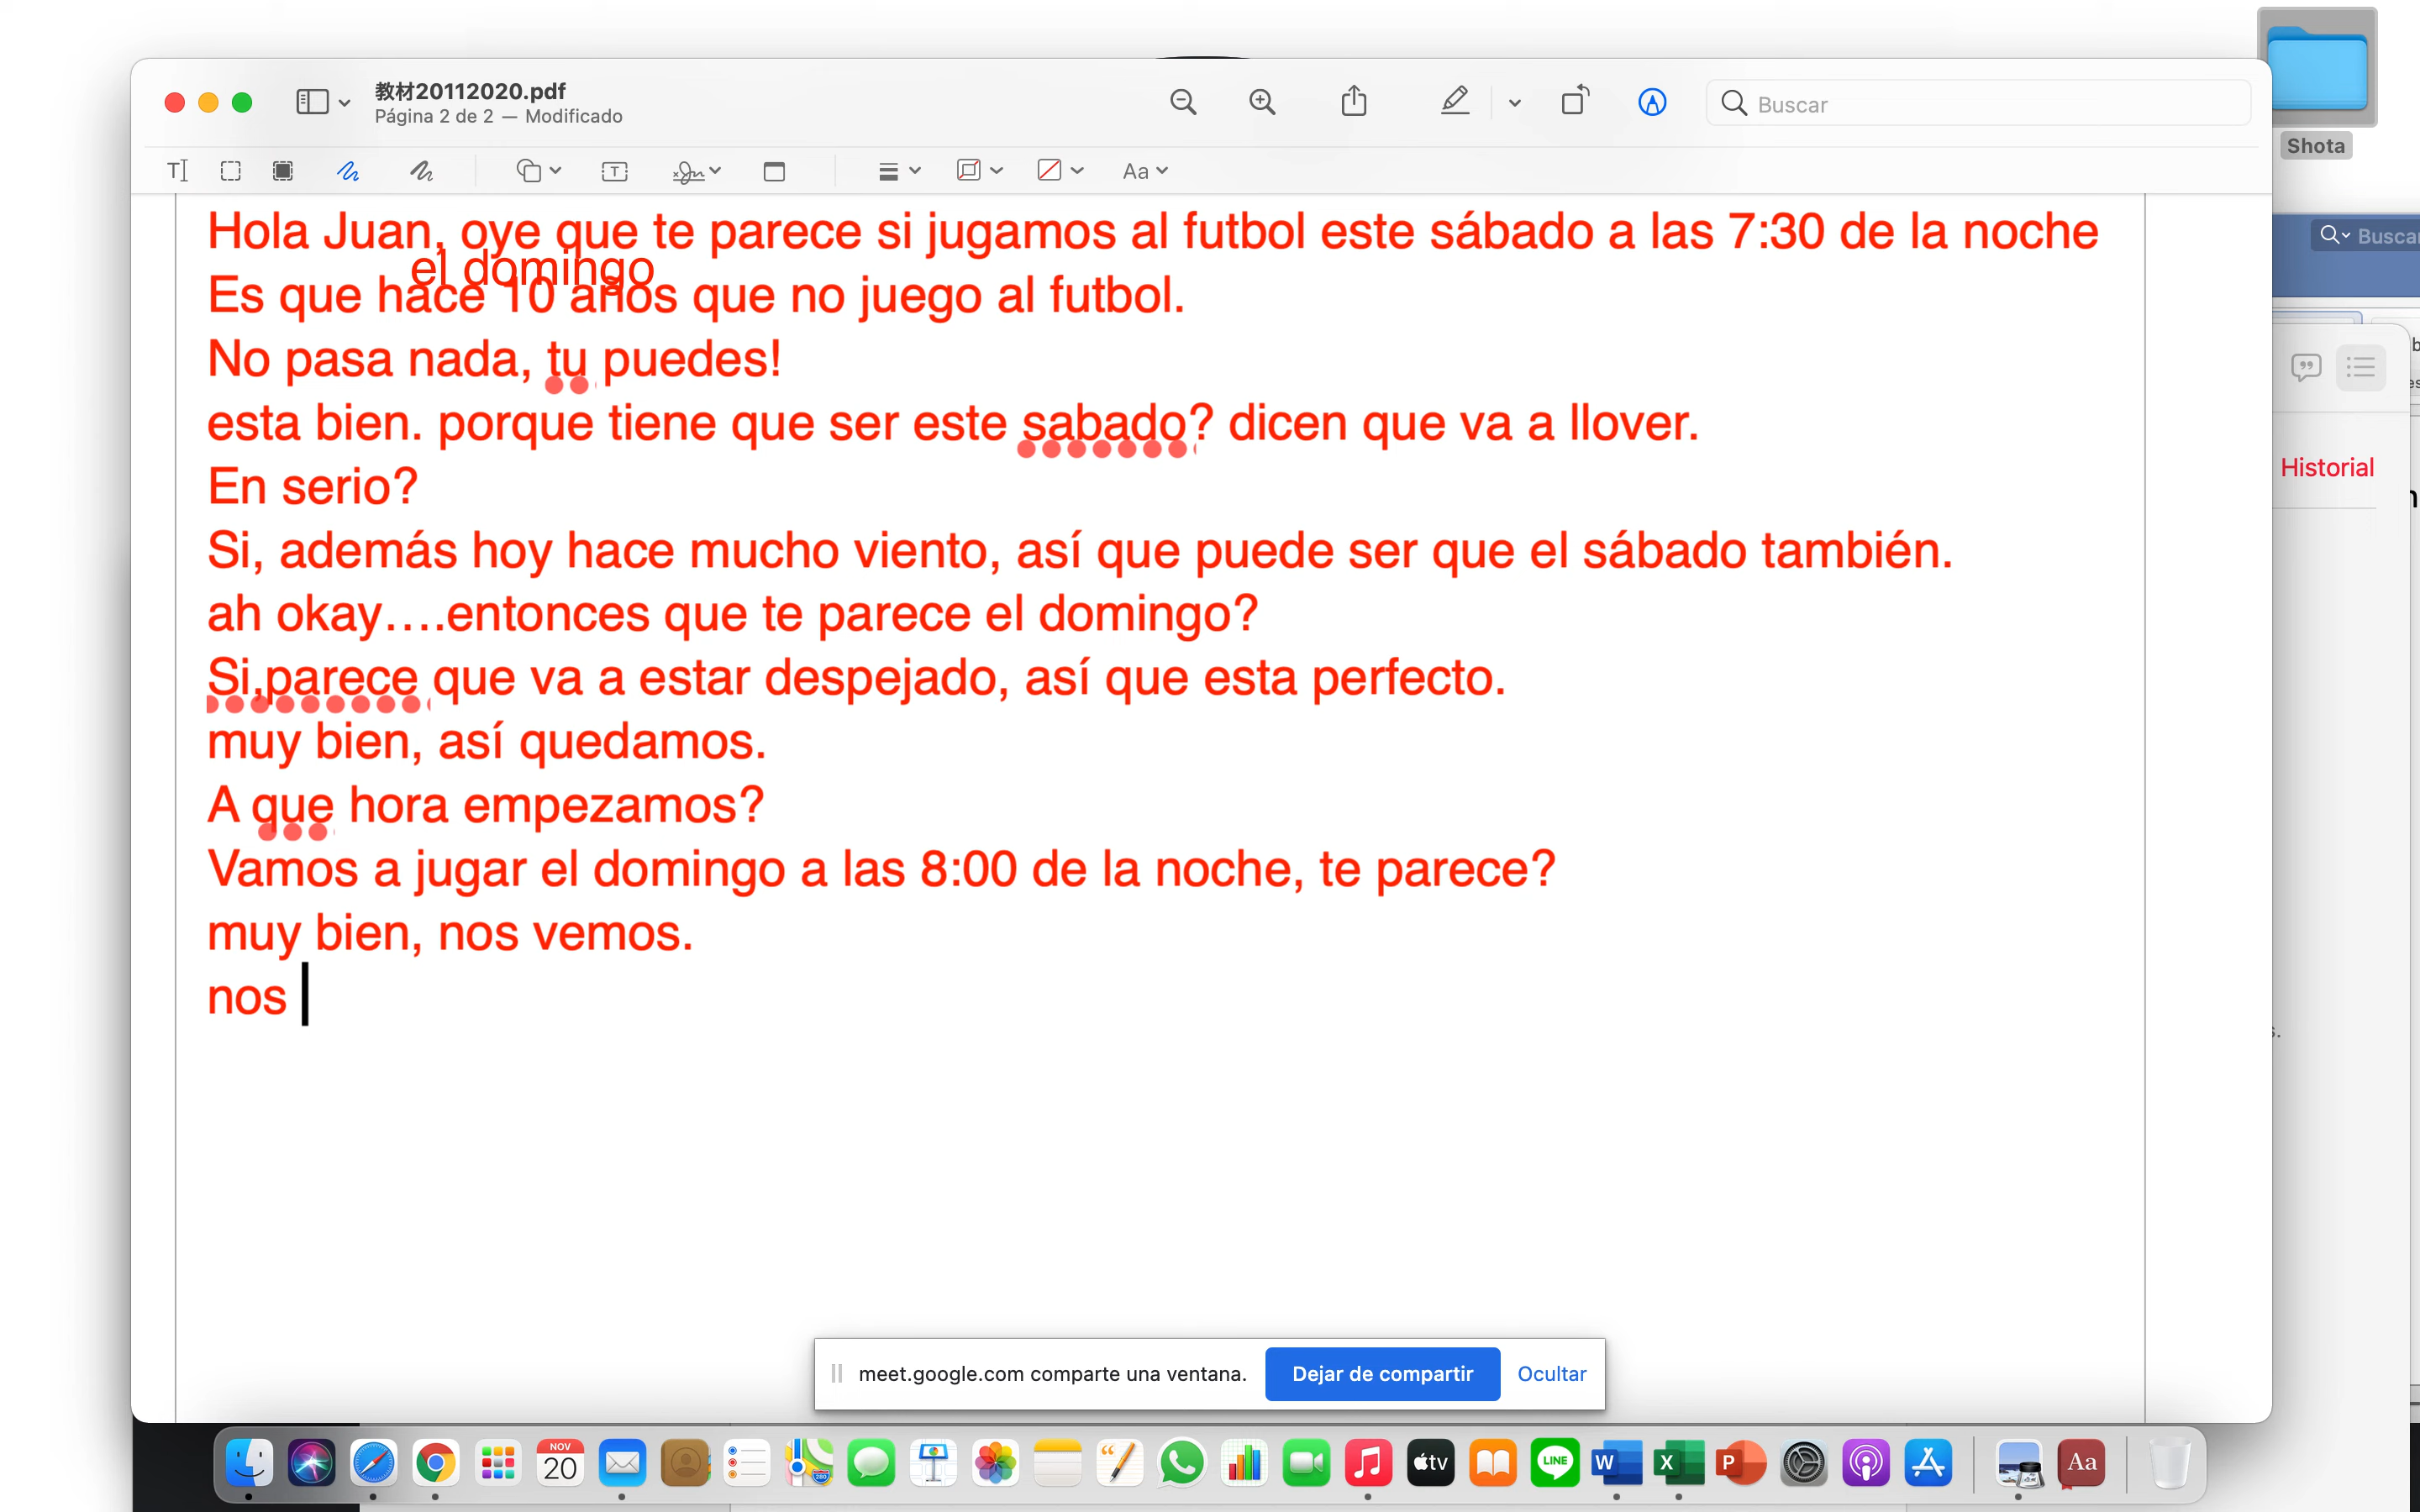 Shota
教材20112020.pdf
Página 2 de 2 — Modificado
Buscar
Aa
Buscar
Hola Juan, oye que te parece si jugamos al futbol este sábado a las 7:30 de la noche
el domingo
Es que hace 10 años que no juego al futbol.
No pasa nada, tu puedes!
esta bien. porque tiene que ser este sabado? dicen que va a llover.
En serio?
Historial
Si, además hoy hace mucho viento, así que puede ser que el sábado también.
ah okay....entonces que te parece el domingo?
Si,parece que va a estar despejado, así que esta perfecto.
muy bien, así quedamos.
A que hora empezamos?
Vamos a jugar el domingo a las 8:00 de la noche, te parece?
muy bien, nos vemos.
nos
meet.google.com comparte una ventana.
Dejar de compartir
Ocultar
NOV
20
280
tv
LINE
W
X
P
Aa